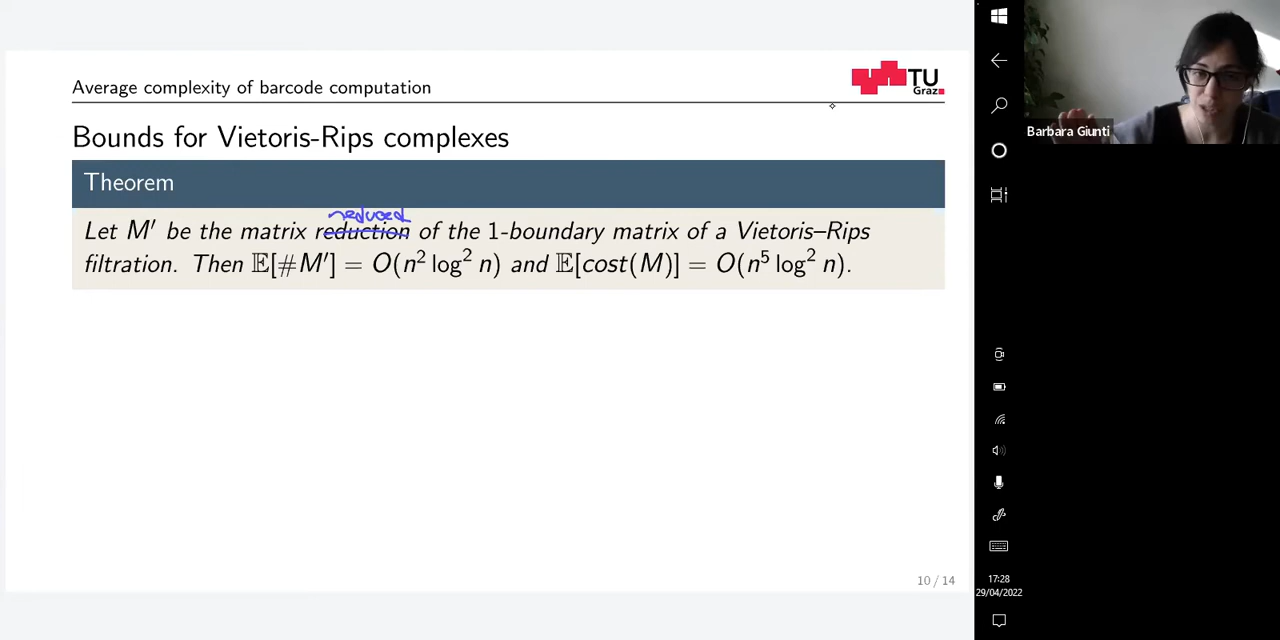 Average complexity of barcode computation
TU
Graz
Bounds for Vietoris-Rips complexes
Theorem
reduced
Let M′ be the matrix reduction of the 1-boundary matrix of a Vietoris–Rips
filtration. Then 𝔼[#M′] = O(n² log² n) and 𝔼[cost(M)] = O(n⁵ log² n).
10 / 14
Barbara Giunti
17:28
29/04/2022